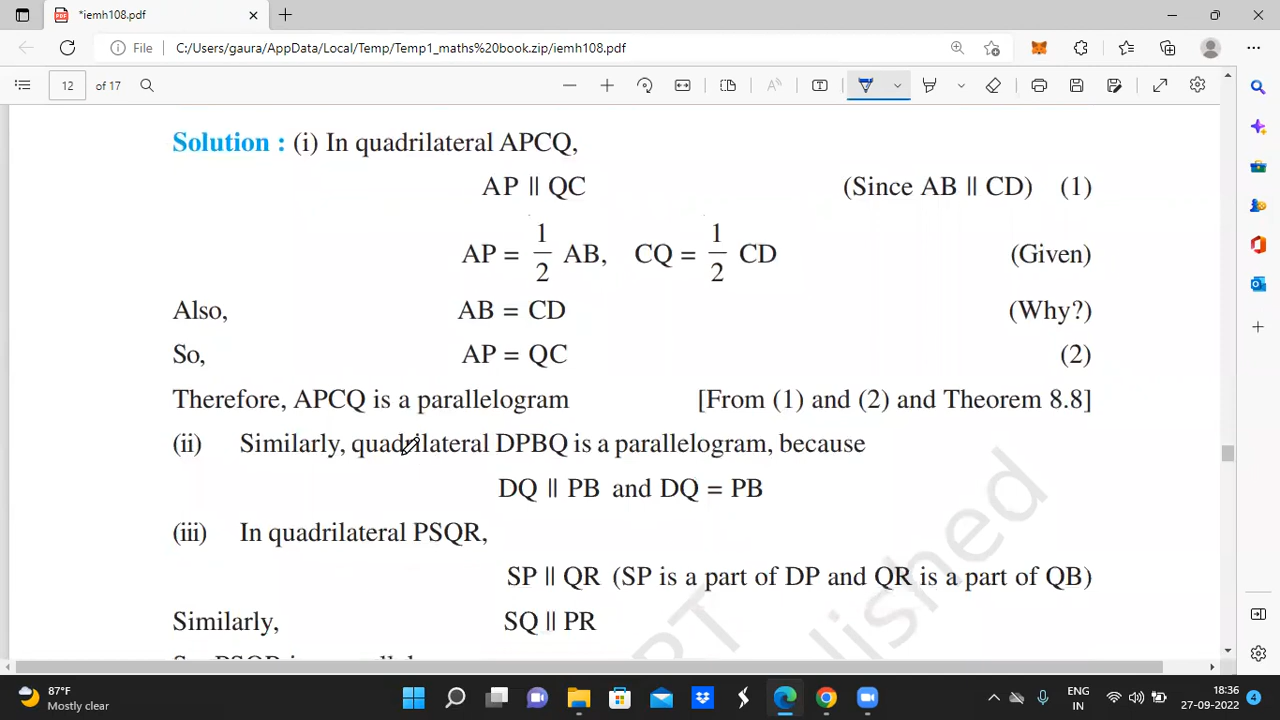 *iemh108.pdf
File C:/Users/gaura/AppData/Local/Temp/Temp1_maths%20book.zip/iemh108.pdf
12 of 17
Solution : (i) In quadrilateral APCQ,
AP || QC (Since AB || CD) (1)
AP = 1/2 AB, CQ = 1/2 CD (Given)
Also, AB = CD (Why?)
So, AP = QC (2)
Therefore, APCQ is a parallelogram [From (1) and (2) and Theorem 8.8]
(ii) Similarly, quadrilateral DPBQ is a parallelogram, because
DQ || PB and DQ = PB
(iii) In quadrilateral PSQR,
SP || QR (SP is a part of DP and QR is a part of QB)
Similarly, SQ || PR
87°F
Mostly clear
ENG
IN
18:36
27-09-2022
4